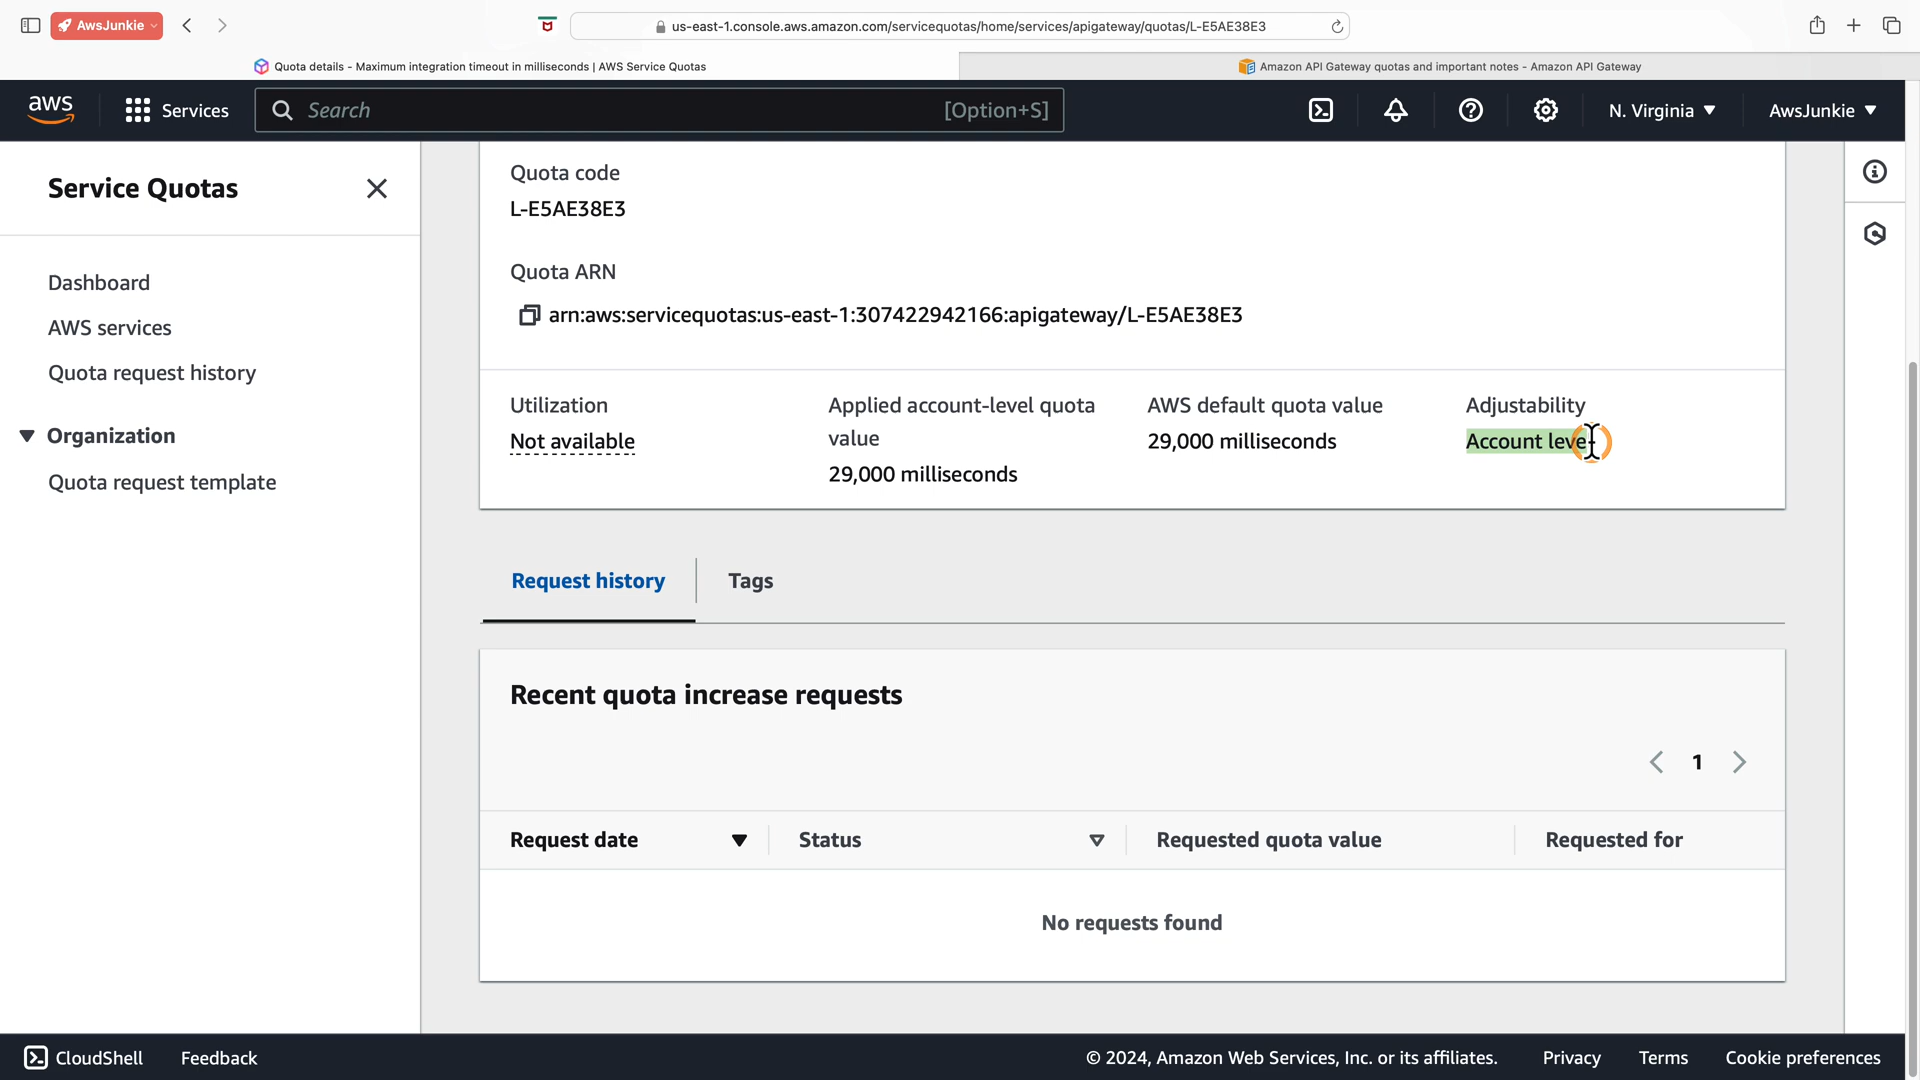 AwsJunkie
us-east-1.console.aws.amazon.com/servicequotas/home/services/apigateway/quotas/L-E5AE38E3
Quota details - Maximum integration timeout in milliseconds | AWS Service Quotas
Amazon API Gateway quotas and important notes - Amazon API Gateway
aws
Services
Search
[Option+S]
N. Virginia
AwsJunkie
Service Quotas
Dashboard
AWS services
Quota request history
Organization
Quota request template
Quota code
L-E5AE38E3
Quota ARN
arn:aws:servicequotas:us-east-1:307422942166:apigateway/L-E5AE38E3
Utilization
Not available
Applied account-level quota
value
29,000 milliseconds
AWS default quota value
29,000 milliseconds
Adjustability
Account level
Request history
Tags
Recent quota increase requests
1
Request date
Status
Requested quota value
Requested for
No requests found
CloudShell
Feedback
© 2024, Amazon Web Services, Inc. or its affiliates.
Privacy
Terms
Cookie preferences